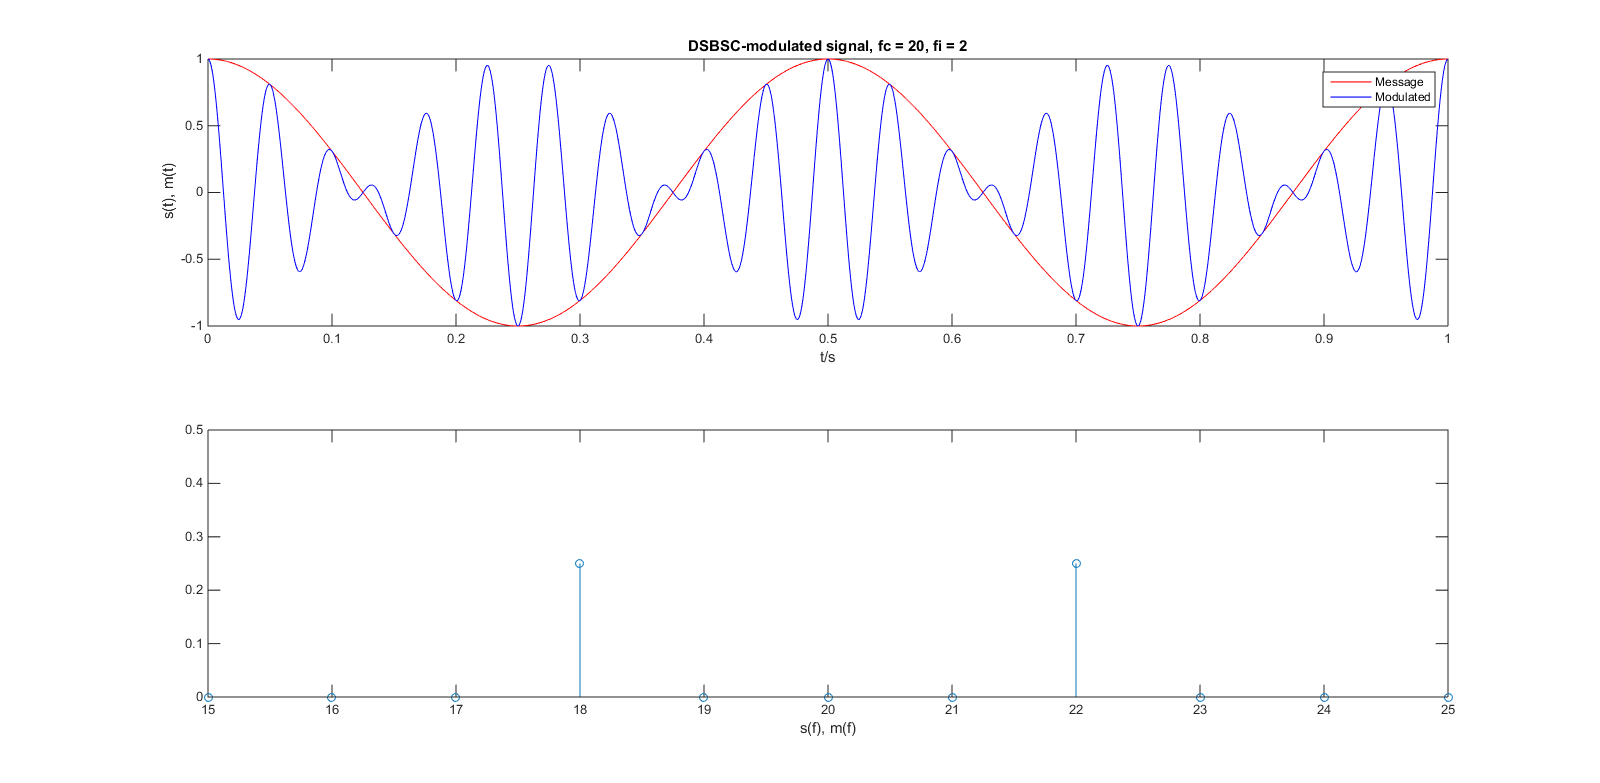 DSBSC-modulated signal, fc = 20, fi = 2
1
0.5
0
-0.5
-1
s(t), m(t)
Message
Modulated
0 0.1 0.2 0.3 0.4 0.5 0.6 0.7 0.8 0.9 1
t/s
0.5
0.4
0.3
0.2
0.1
0
15 16 17 18 19 20 21 22 23 24 25
s(f), m(f)